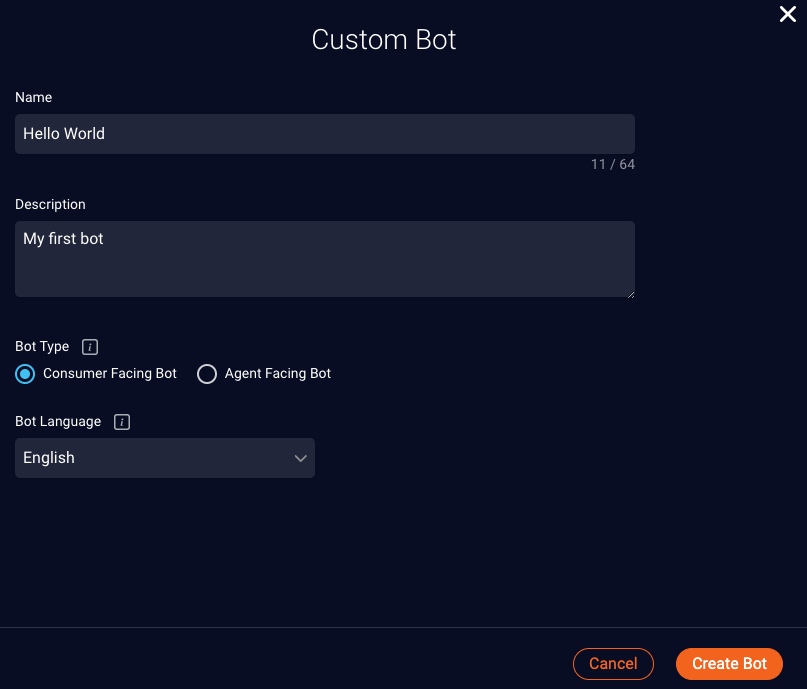 Custom Bot
Name
Hello World
11 / 64
Description
My first bot
Bot Type i
Consumer Facing Bot Agent Facing Bot
Bot Language i
English
Cancel Create Bot